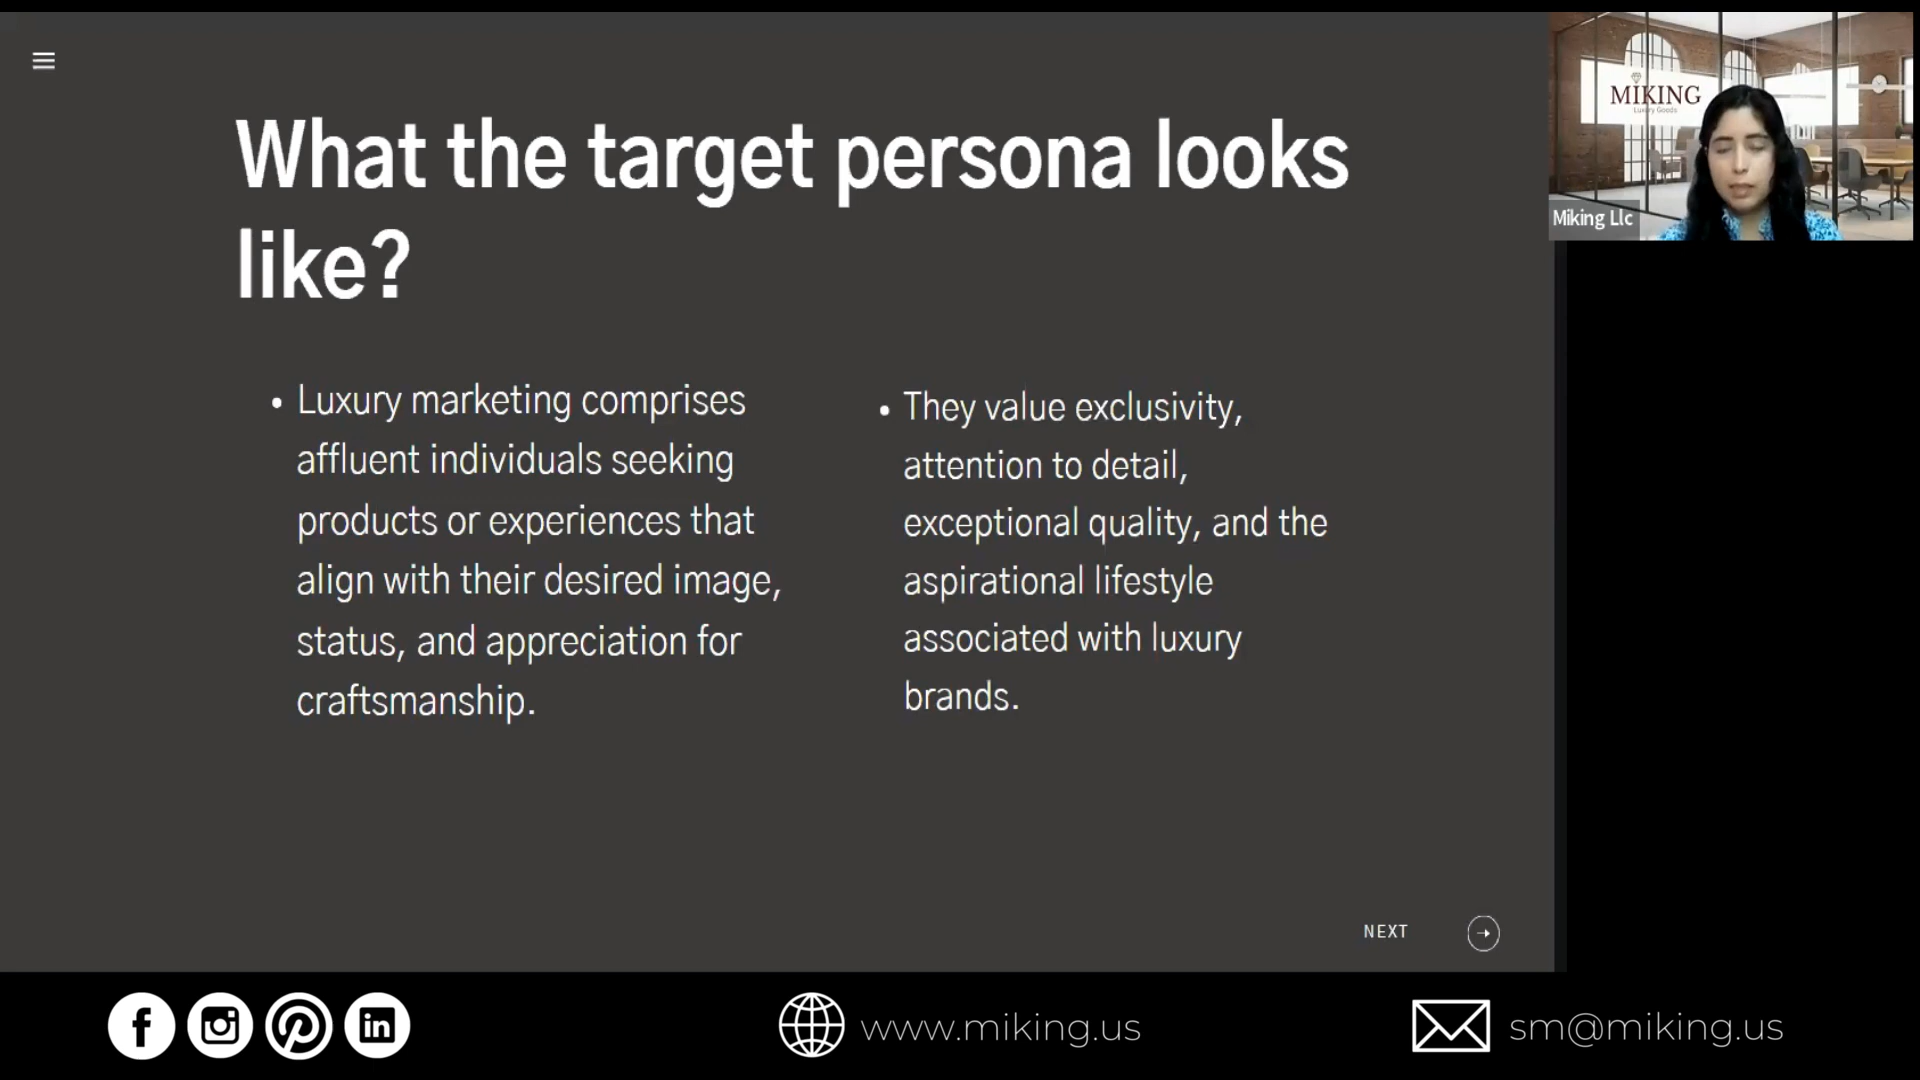 What the target persona looks
like?
• Luxury marketing comprises
affluent individuals seeking
products or experiences that
align with their desired image,
status, and appreciation for
craftsmanship.
• They value exclusivity,
attention to detail,
exceptional quality, and the
aspirational lifestyle
associated with luxury
brands.
NEXT
MIKING
Luxury Goods
Miking Llc
www.miking.us
sm@miking.us